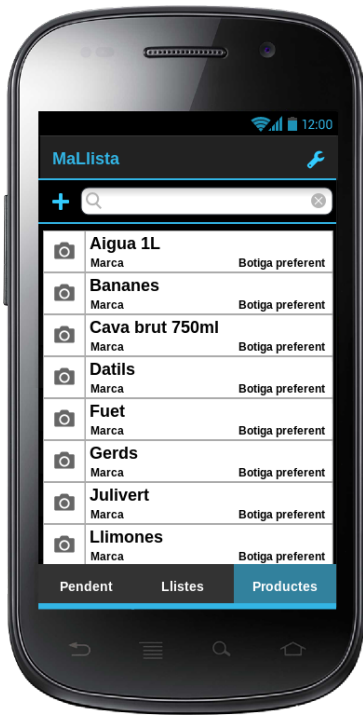 12:00
MaLlista
Aigua 1L
Marca Botiga preferent
Bananes
Marca Botiga preferent
Cava brut 750ml
Marca Botiga preferent
Datils
Marca Botiga preferent
Fuet
Marca Botiga preferent
Gerds
Marca Botiga preferent
Julivert
Marca Botiga preferent
Llimones
Marca Botiga preferent
Pendent Llistes Productes